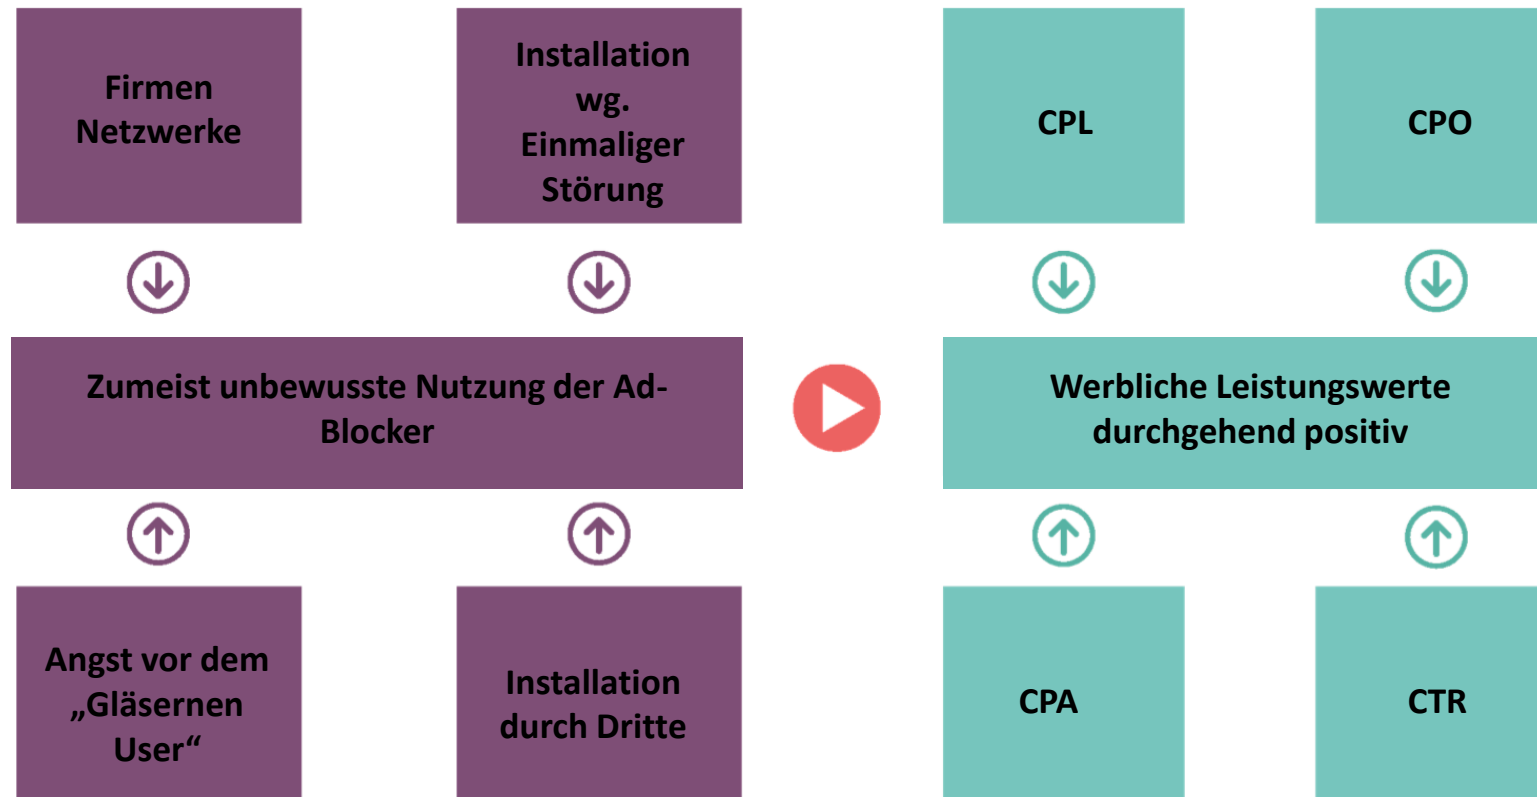 Firmen
Netzwerke
Installation
wg.
Einmaliger
Störung
CPL
CPO
Zumeist unbewusste Nutzung der Ad-
Blocker
Werbliche Leistungswerte
durchgehend positiv
Angst vor dem
„Gläsernen
User“
Installation
durch Dritte
CPA
CTR